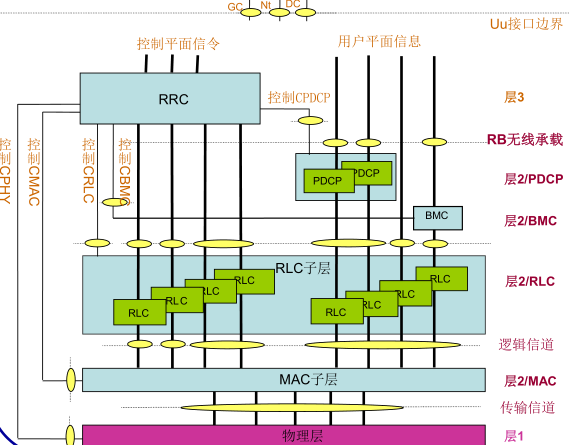 GC Nt DC
Uu接口边界
控制平面信令
用户平面信息
RRC
控制CPDCP
层3
RB无线承载
控制CPHY
控制CMAC
控制CRLC
控制CBMC
PDCP
PDCP
层2/PDCP
BMC
层2/BMC
RLC子层
RLC
RLC
RLC
RLC
RLC
RLC
RLC
RLC
层2/RLC
逻辑信道
MAC子层
层2/MAC
传输信道
物理层
层1